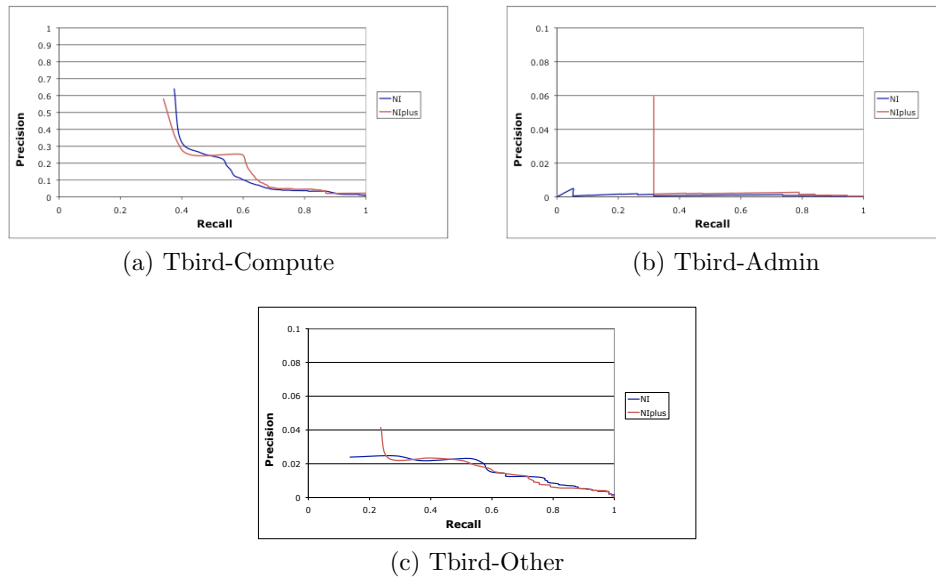 1
0.9
0.8
0.7
0.6
0.5
0.4
0.3
0.2
0.1
0
Precision
0 0.2 0.4 0.6 0.8 1
Recall
NI
NIplus
(a) Tbird-Compute
0.1
0.08
0.06
0.04
0.02
0
Precision
0 0.2 0.4 0.6 0.8 1
Recall
NI
NIplus
(b) Tbird-Admin
0.1
0.08
0.06
0.04
0.02
0
Precision
0 0.2 0.4 0.6 0.8 1
Recall
NI
NIplus
(c) Tbird-Other